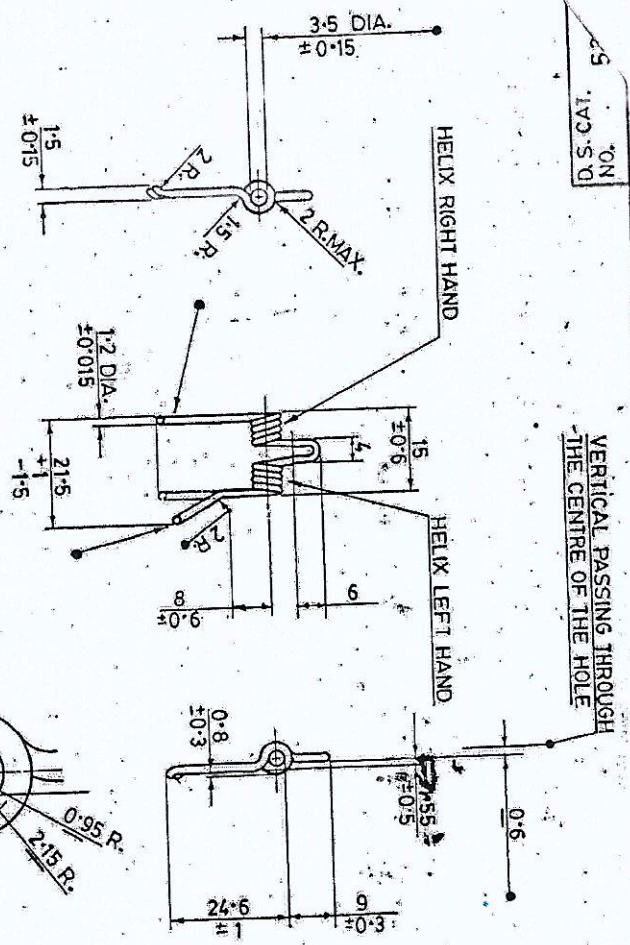 3·5 DIA.
±0·15
NO.
D.S. CAT.
1·5
±0·15
2 R.
1·5 R.
2 R. MAX.
HELIX RIGHT HAND
1·2 DIA.
±0·015
21·5
+1
-1·5
15
±0·6
4
2 R.
8
±0·6
6
HELIX LEFT HAND
VERTICAL PASSING THROUGH
THE CENTRE OF THE HOLE
0·8
±0·3
±0·5
0·6
24·6
±1
9
±0·3
0·95 R.
2·15 R.